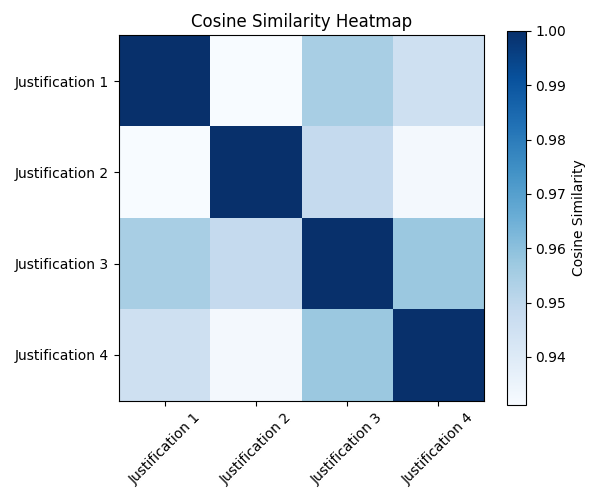 Cosine Similarity Heatmap
Justification 1
Justification 2
Justification 3
Justification 4
Justification 1
Justification 2
Justification 3
Justification 4
1.00
0.99
0.98
0.97
0.96
0.95
0.94
Cosine Similarity